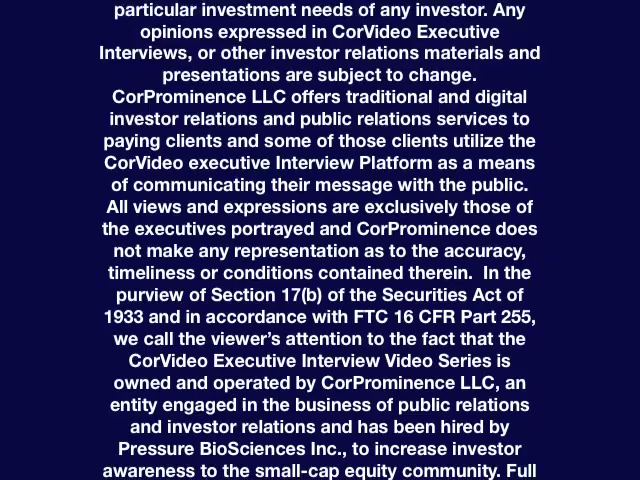 particular investment needs of any investor. Any
opinions expressed in CorVideo Executive
Interviews, or other investor relations materials and
presentations are subject to change.
CorProminence LLC offers traditional and digital
investor relations and public relations services to
paying clients and some of those clients utilize the
CorVideo executive Interview Platform as a means
of communicating their message with the public.
All views and expressions are exclusively those of
the executives portrayed and CorProminence does
not make any representation as to the accuracy,
timeliness or conditions contained therein.  In the
purview of Section 17(b) of the Securities Act of
1933 and in accordance with FTC 16 CFR Part 255,
we call the viewer’s attention to the fact that the
CorVideo Executive Interview Video Series is
owned and operated by CorProminence LLC, an
entity engaged in the business of public relations
and investor relations and has been hired by
Pressure BioSciences Inc., to increase investor
awareness to the small-cap equity community. Full